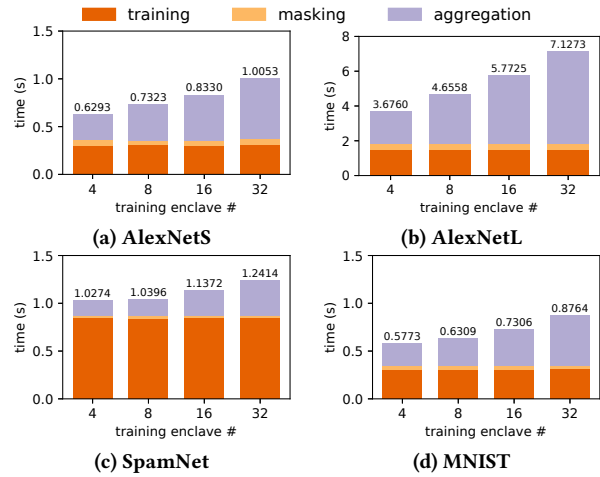 training masking aggregation
1.5
1.0
0.5
0.0
time (s)
0.6293 0.7323 0.8330 1.0053
4 8 16 32
training enclave #
(a) AlexNetS
8
6
4
2
0
time (s)
3.6760 4.6558 5.7725 7.1273
4 8 16 32
training enclave #
(b) AlexNetL
1.5
1.0
0.5
0.0
time (s)
1.0274 1.0396 1.1372 1.2414
4 8 16 32
training enclave #
(c) SpamNet
1.5
1.0
0.5
0.0
time (s)
0.5773 0.6309 0.7306 0.8764
4 8 16 32
training enclave #
(d) MNIST